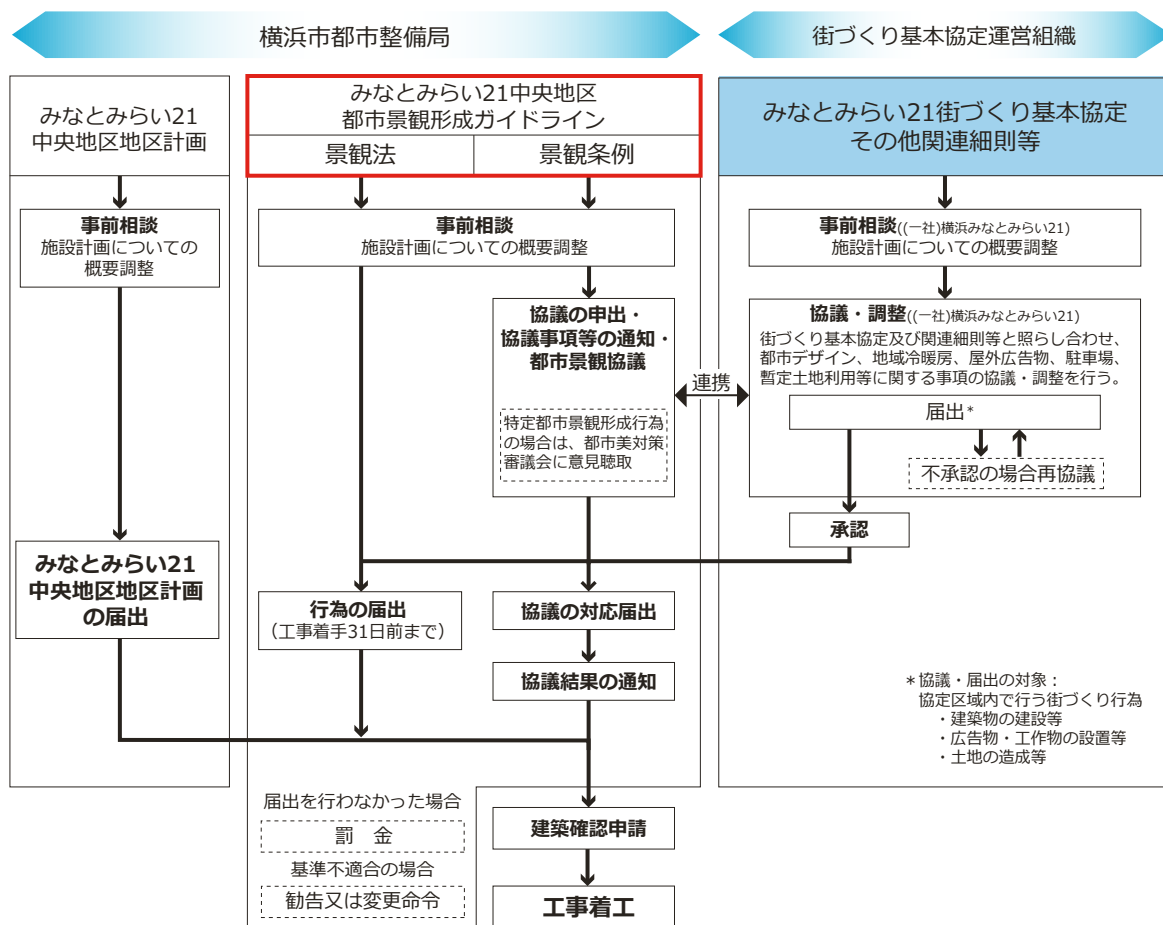 横浜市都市整備局
街づくり基本協定運営組織
みなとみらい21
中央地区地区計画
みなとみらい21中央地区
都市景観形成ガイドライン
景観法
景観条例
みなとみらい21街づくり基本協定
その他関連細則等
事前相談
施設計画についての
概要調整
事前相談
施設計画についての概要調整
事前相談((一社)横浜みなとみらい21)
施設計画についての概要調整
協議の申出・
協議事項等の通知・
都市景観協議
特定都市景観形成行為
の場合は、都市美対策
審議会に意見聴取
連携
協議・調整((一社)横浜みなとみらい21)
街づくり基本協定及び関連細則等と照らし合わせ、
都市デザイン、地域冷暖房、屋外広告物、駐車場、
暫定土地利用等に関する事項の協議・調整を行う。
届出*
不承認の場合再協議
承認
みなとみらい21
中央地区地区計画
の届出
行為の届出
(工事着手31日前まで)
協議の対応届出
協議結果の通知
*協議・届出の対象:
協定区域内で行う街づくり行為
・建築物の建設等
・広告物・工作物の設置等
・土地の造成等
届出を行わなかった場合
罰 金
基準不適合の場合
勧告又は変更命令
建築確認申請
工事着工